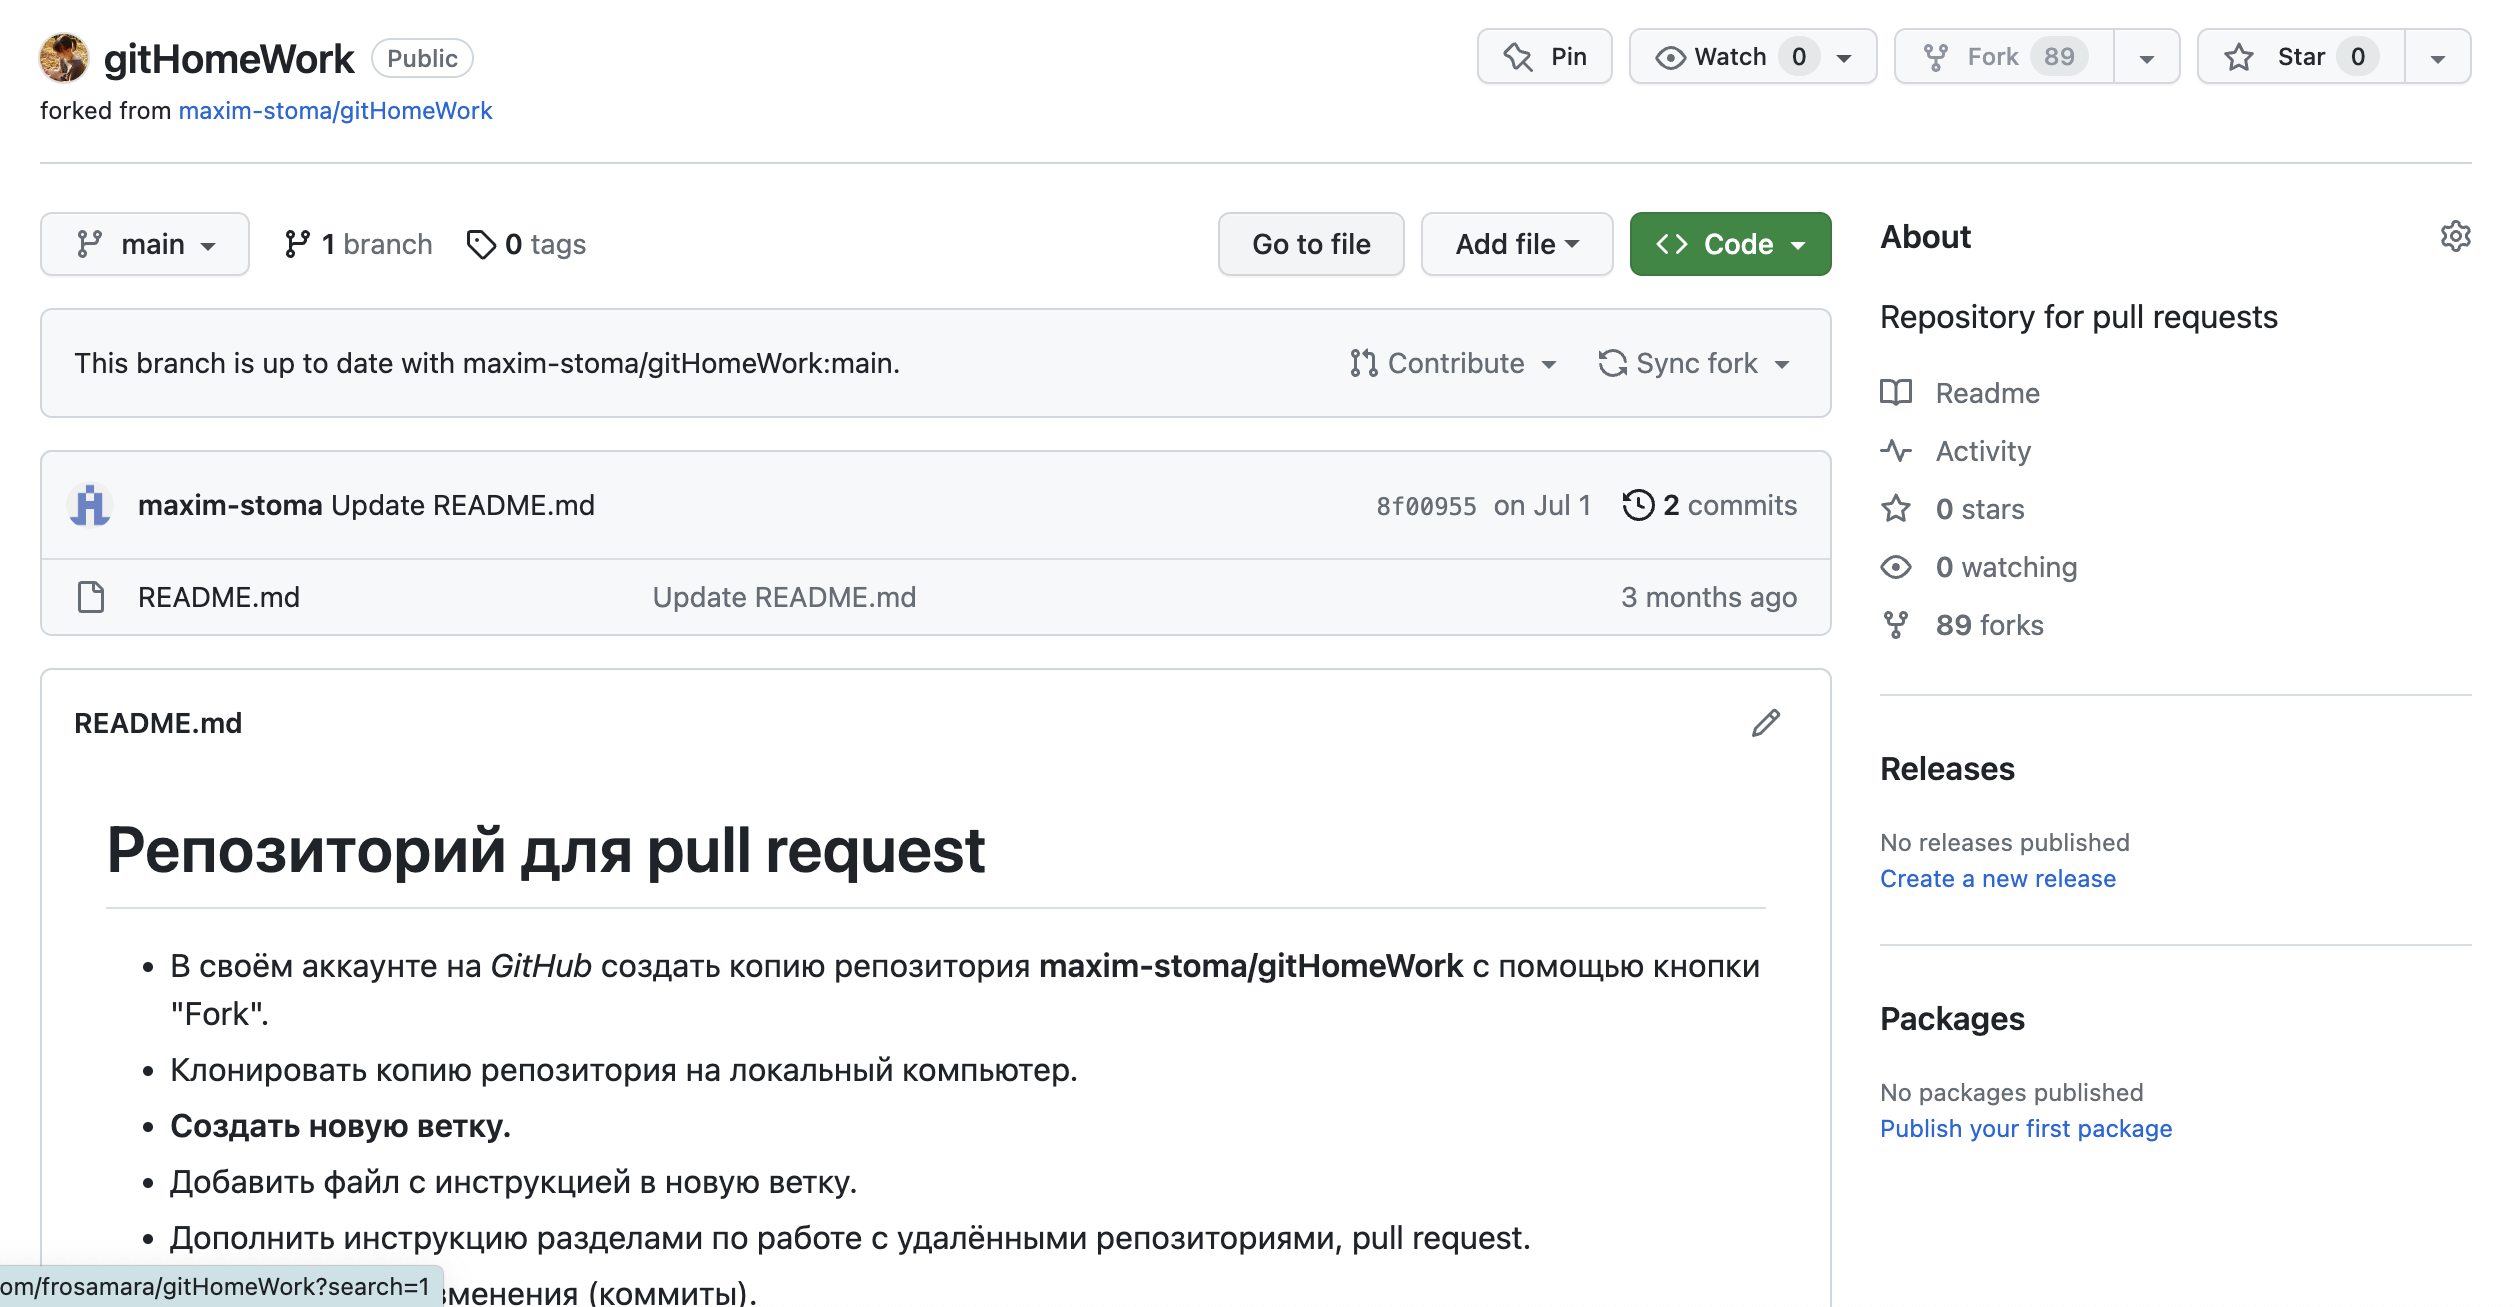 gitHomeWork Public
Pin Watch 0 Fork 89 Star 0
forked from maxim-stoma/gitHomeWork
main 1 branch 0 tags Go to file Add file <> Code
This branch is up to date with maxim-stoma/gitHomeWork:main. Contribute Sync fork
maxim-stoma Update README.md 8f00955 on Jul 1 2 commits
README.md Update README.md 3 months ago
README.md
Репозиторий для pull request
• В своём аккаунте на GitHub создать копию репозитория maxim-stoma/gitHomeWork с помощью кнопки
"Fork".
• Клонировать копию репозитория на локальный компьютер.
• Создать новую ветку.
• Добавить файл с инструкцией в новую ветку.
• Дополнить инструкцию разделами по работе с удалёнными репозиториями, pull request.
(коммиты).
om/frosamara/gitHomeWork?search=1
About
Repository for pull requests
Readme
Activity
0 stars
0 watching
89 forks
Releases
No releases published
Create a new release
Packages
No packages published
Publish your first package